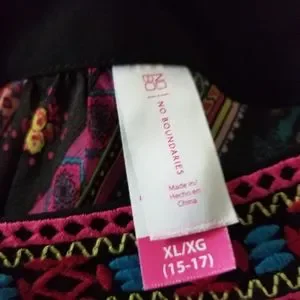 NO
BO
NO BOUNDARIES
Made in/
Hecho en
China
XL/XG
(15-17)